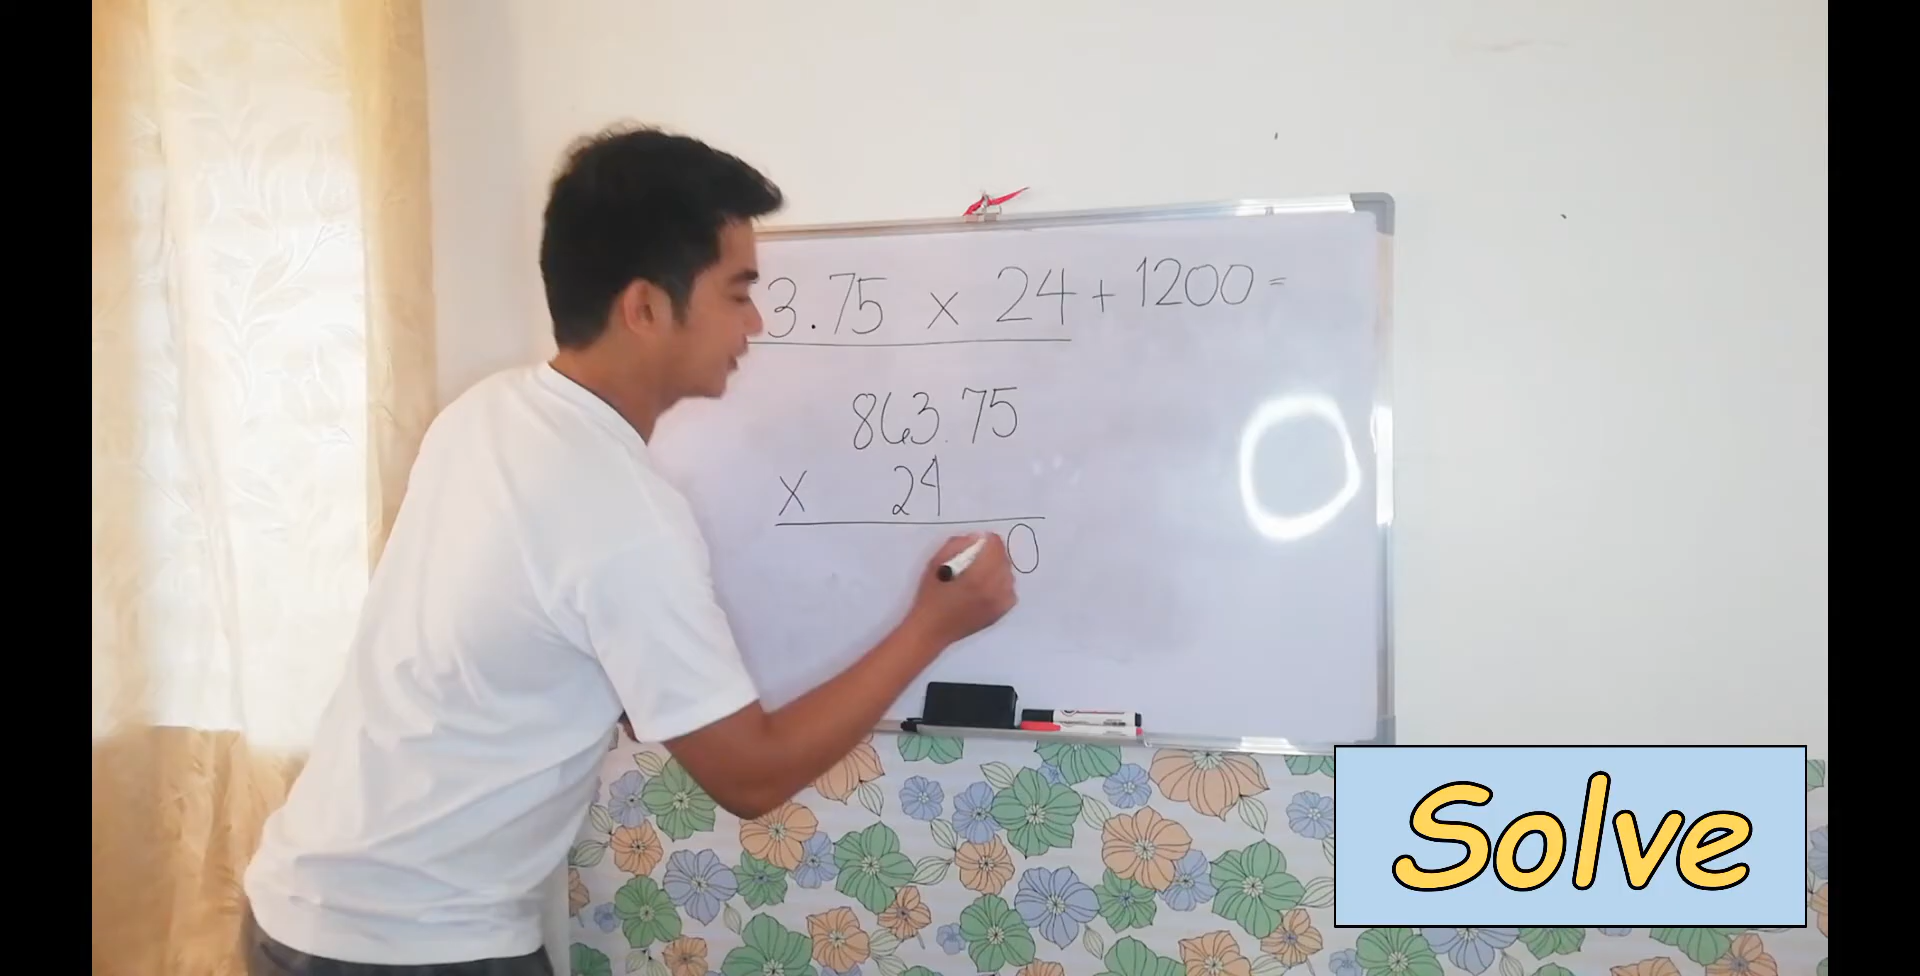 3.75 x 24 + 1200 =
863.75
x 24
0
Solve